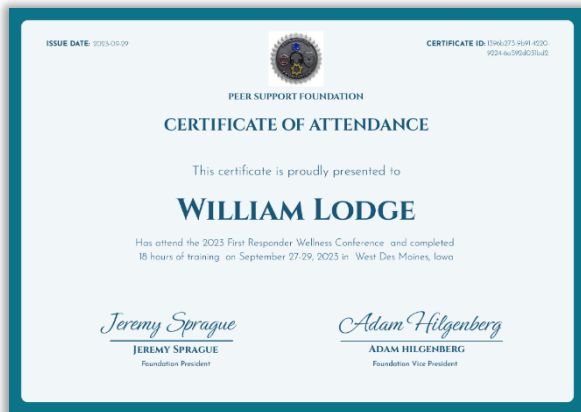 ISSUE DATE: 2023-09-29
CERTIFICATE ID:
PEER SUPPORT FOUNDATION
CERTIFICATE OF ATTENDANCE
This certificate is proudly presented to
WILLIAM LODGE
Has attend the 2023 First Responder Wellness Conference and completed
18 hours of training on September 27-29, 2023 in West Des Moines, Iowa
Jeremy Sprague
JEREMY SPRAGUE
Foundation President
Adam Hilgenberg
ADAM HILGENBERG
Foundation Vice President